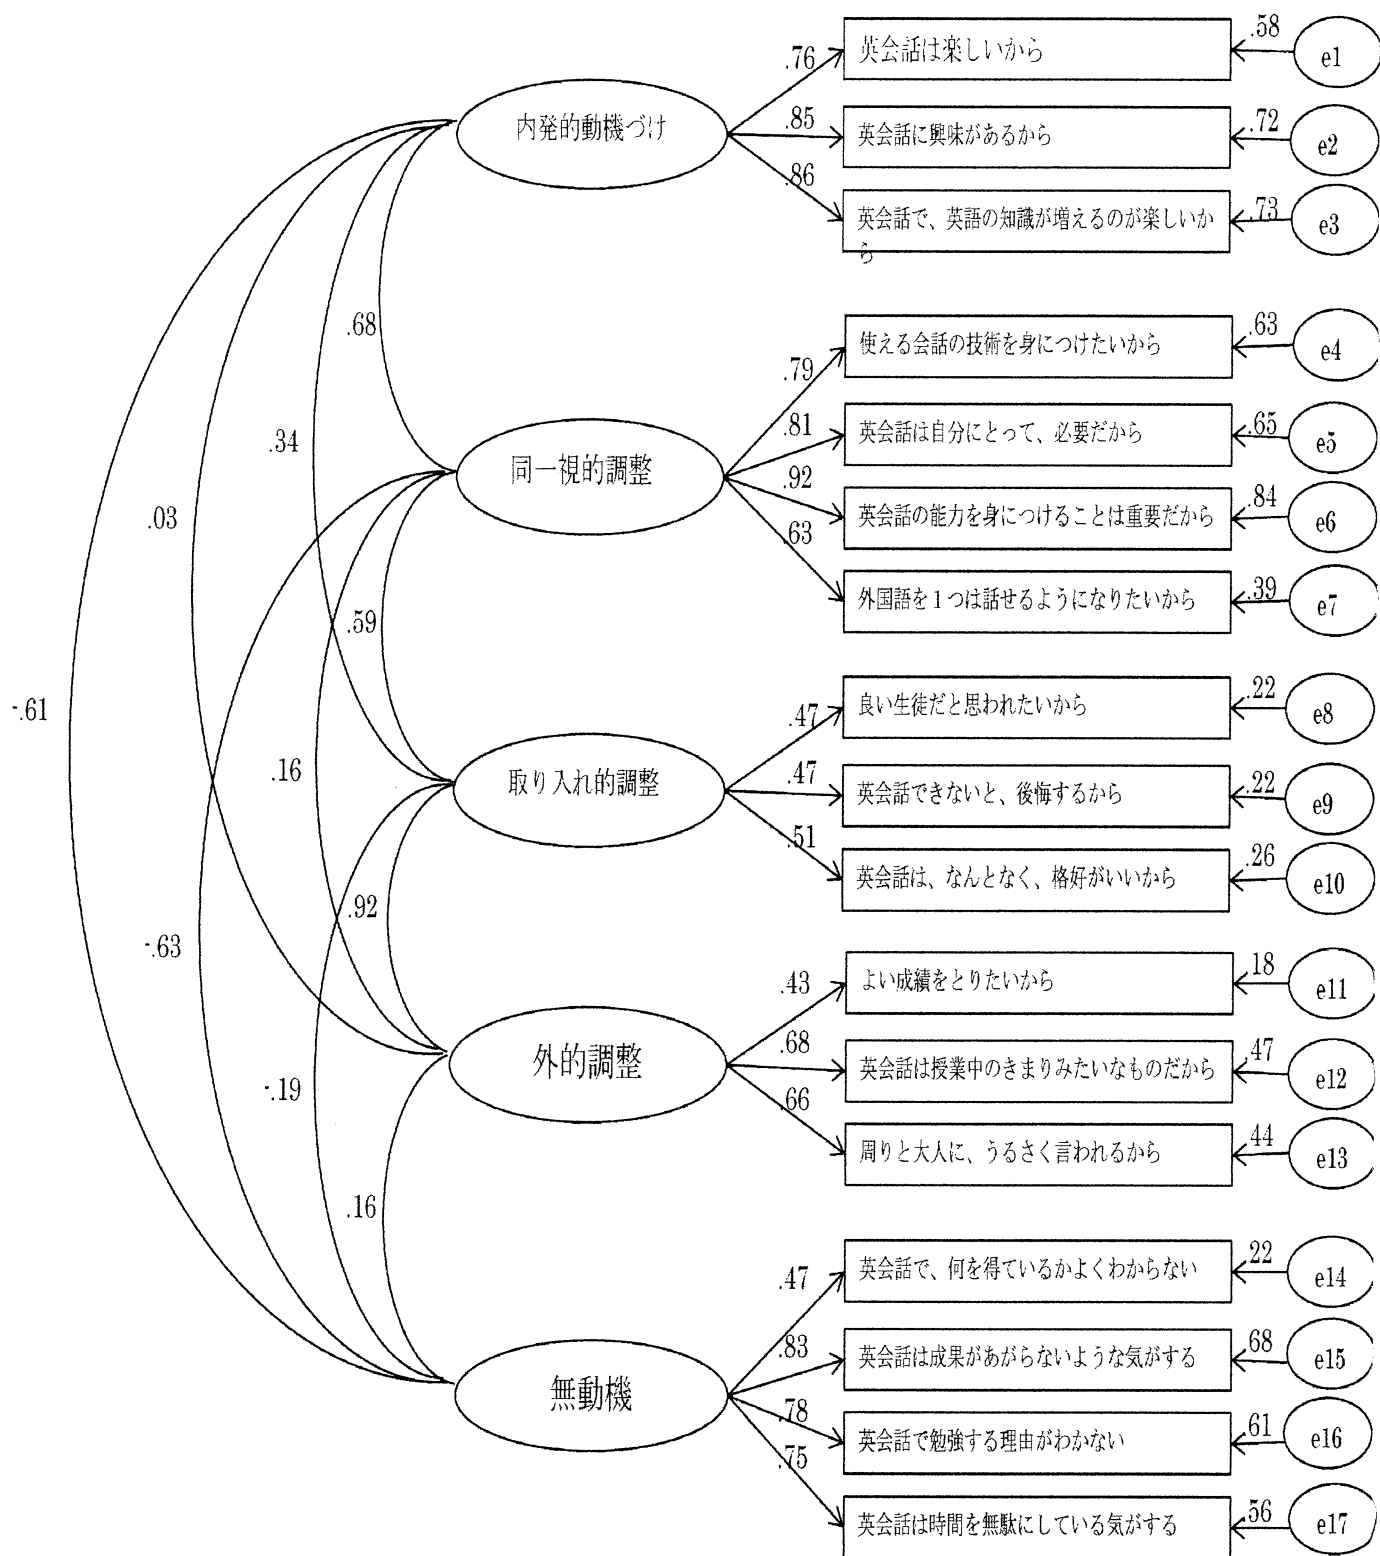 .76
英会話は楽しいから
.58
e1
内発的動機づけ
.85
英会話に興味があるから
.72
e2
.86
英会話で、英語の知識が増えるのが楽しいか
ら
.73
e3
.68
.79
使える会話の技術を身につけたいから
.63
e4
.34
.81
英会話は自分にとって、必要だから
.65
e5
同一視的調整
.03
.92
英会話の能力を身につけることは重要だから
.84
e6
.63
外国語を1つは話せるようになりたいから
.39
e7
.59
-.61
.47
良い生徒だと思われたいから
.22
e8
.16
取り入れ的調整
.47
英会話できないと、後悔するから
.22
e9
.51
英会話は、なんとなく、格好がいいから
.26
e10
.92
-.63
.43
よい成績をとりたいから
.18
e11
外的調整
.68
英会話は授業中のきまりみたいなものだから
.47
e12
-.19
.66
周りと大人に、うるさく言われるから
.44
e13
.16
.47
英会話で、何を得ているかよくわからない
.22
e14
無動機
.83
英会話は成果があがらないような気がする
.68
e15
.78
英会話で勉強する理由がわかない
.61
e16
.75
英会話は時間を無駄にしている気がする
.56
e17